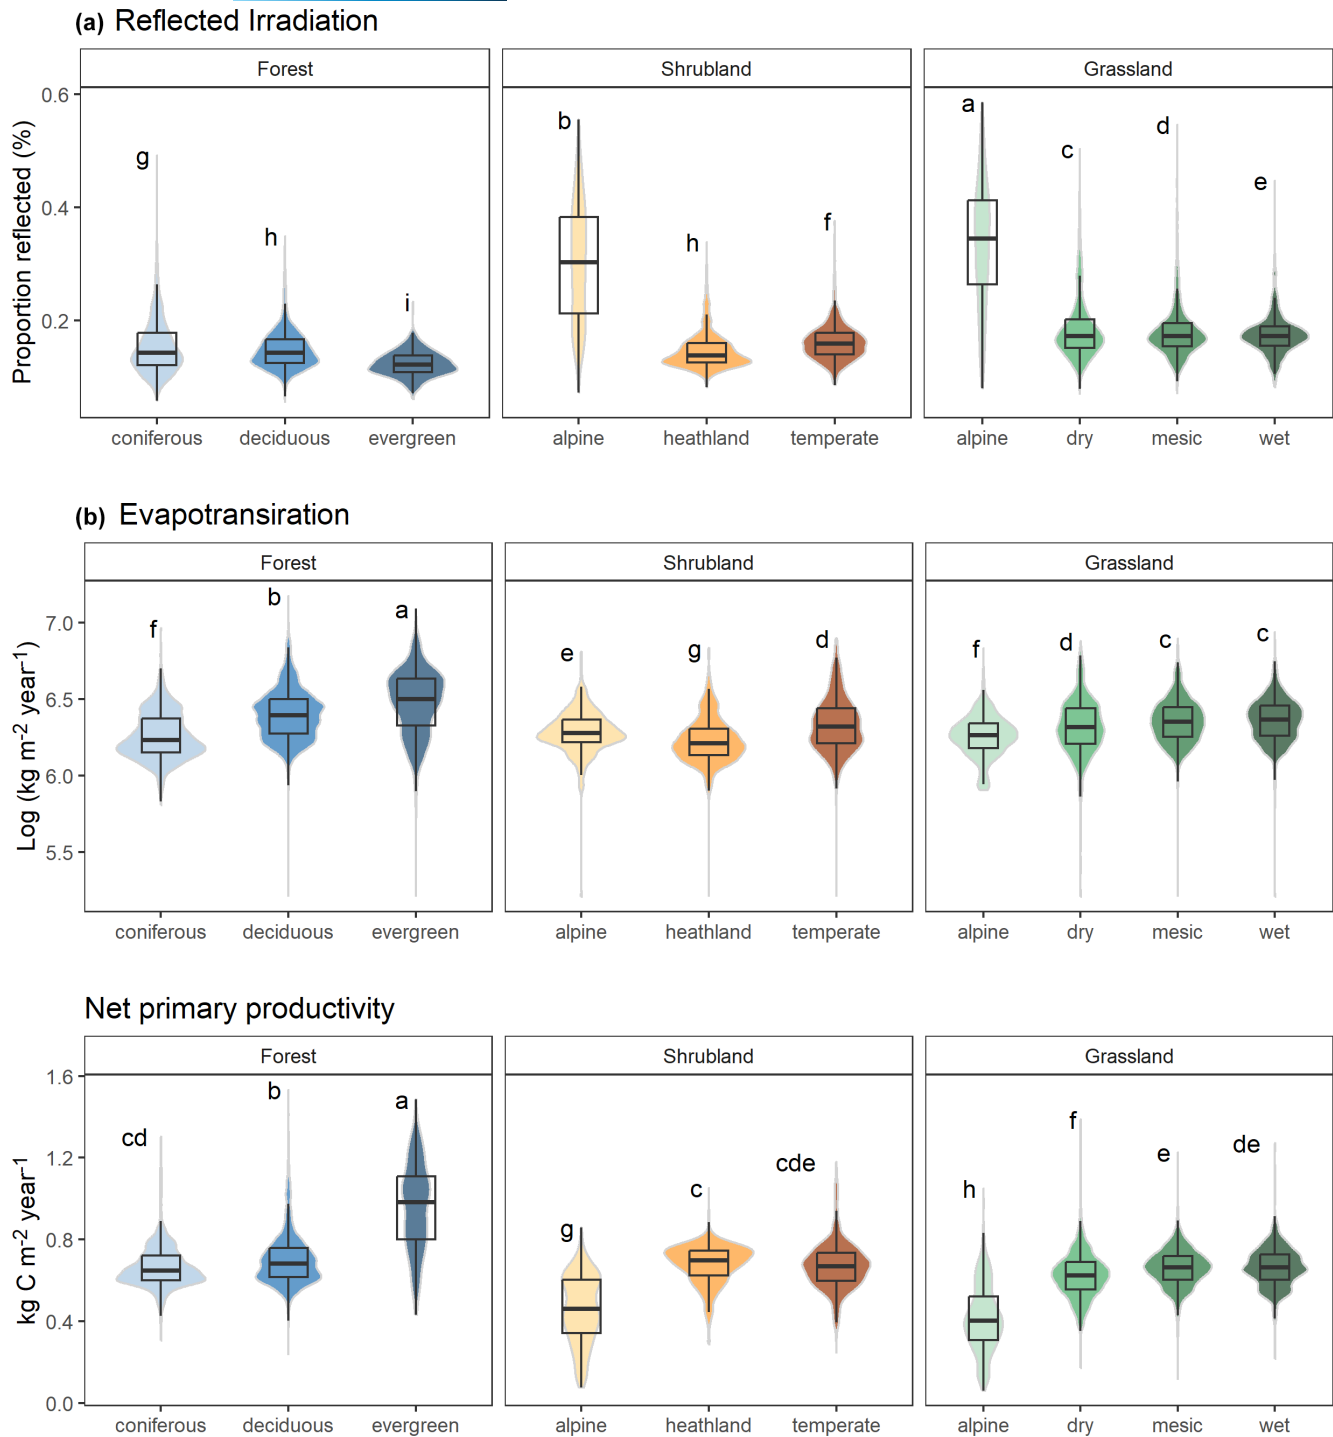 (a) Reflected Irradiation
Forest Shrubland Grassland
Proportion reflected (%)
0.6
0.4
0.2
g h i b h f a c d e
coniferous deciduous evergreen alpine heathland temperate alpine dry mesic wet
(b) Evapotransiration
Forest Shrubland Grassland
Log (kg m⁻² year⁻¹)
7.0
6.5
6.0
5.5
f b a e g d f d c c
coniferous deciduous evergreen alpine heathland temperate alpine dry mesic wet
Net primary productivity
Forest Shrubland Grassland
kg C m⁻² year⁻¹
1.6
1.2
0.8
0.4
0.0
cd b a g c cde h f e de
coniferous deciduous evergreen alpine heathland temperate alpine dry mesic wet